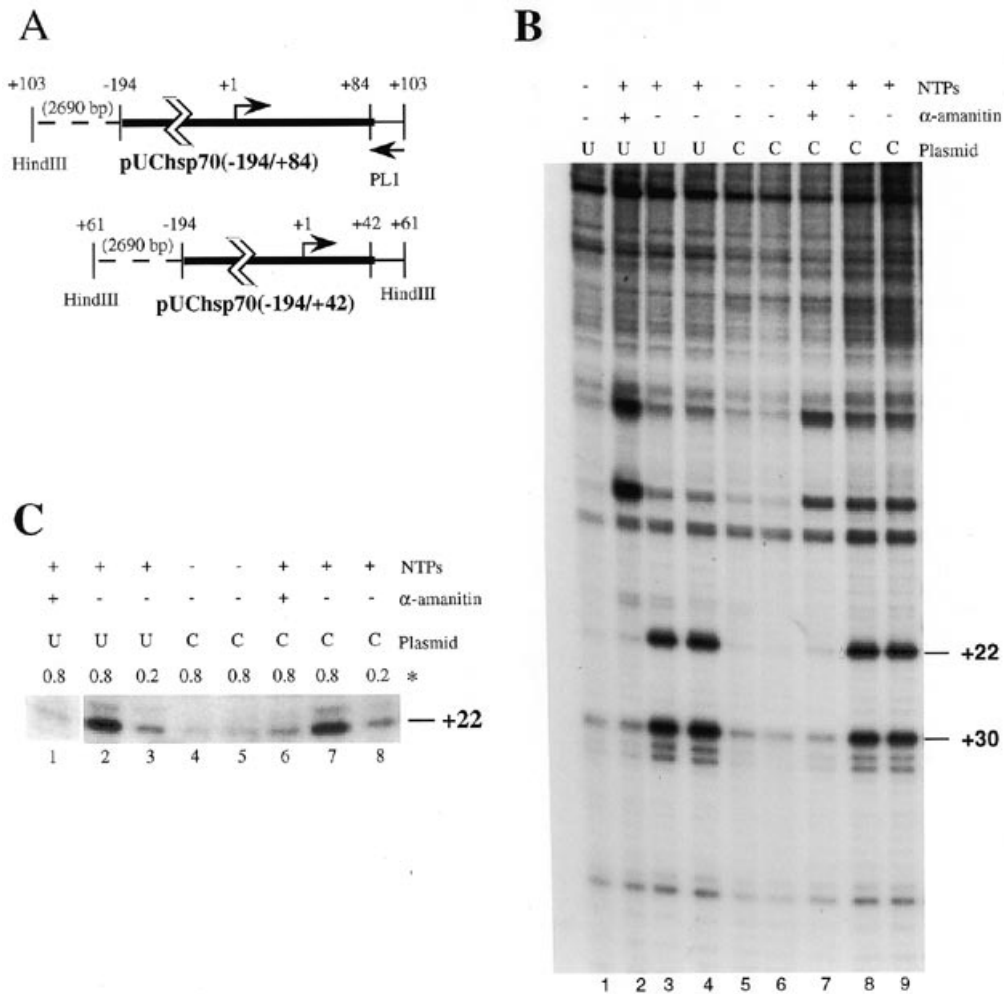 A
+103 -194 +1 +84 +103
(2690 bp)
HindIII pUChsp70(-194/+84) PL1
+61 -194 +1 +42 +61
(2690 bp)
HindIII pUChsp70(-194/+42) HindIII
B
- + + + - - + + + NTPs
- + - - - - + - - α-amanitin
U U U U C C C C C Plasmid
+22
+30
1 2 3 4 5 6 7 8 9
C
+ + + - - + + + NTPs
+ - - - - + - - α-amanitin
U U U C C C C C Plasmid
0.8 0.8 0.2 0.8 0.8 0.8 0.8 0.2 *
+22
1 2 3 4 5 6 7 8